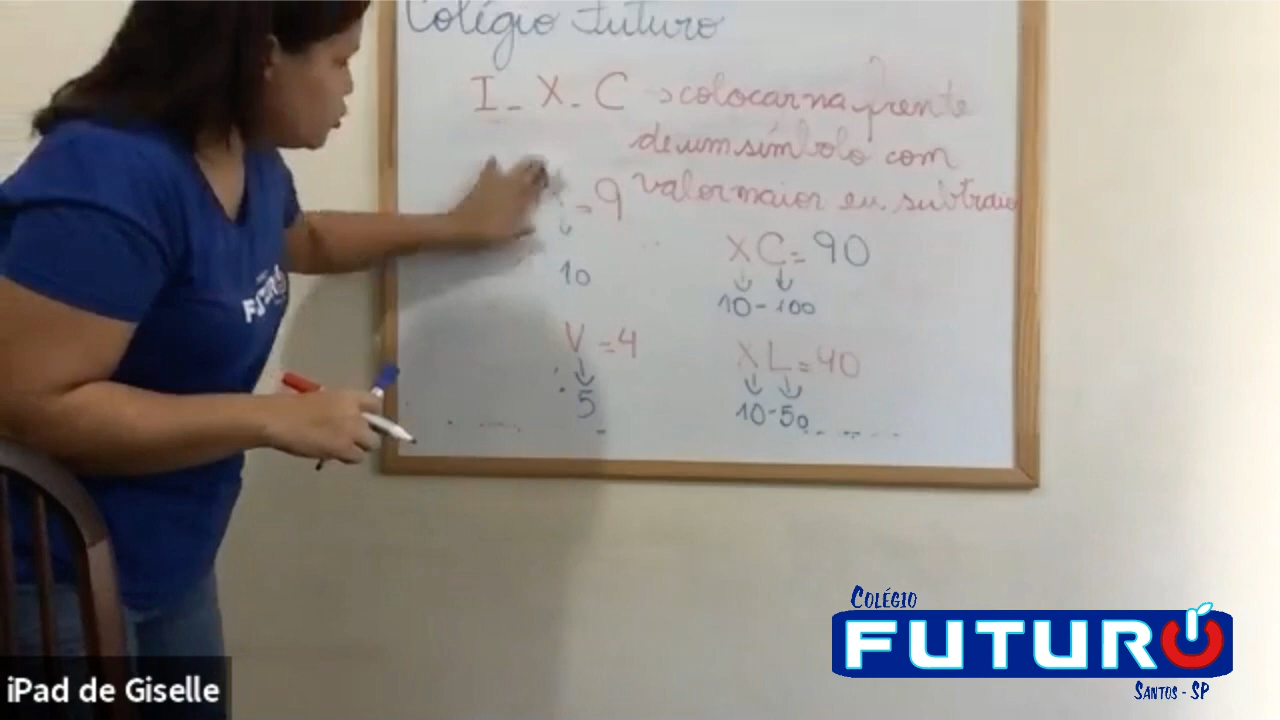 Colégio Futuro
I - X - C → colocar na frente
de um símbolo com
valor maior eu subtraio
= 9
XC = 90
10
10 - 100
V = 4
XL = 40
5
10 - 50
FUTURO
COLÉGIO
FUTURO
SANTOS - SP
iPad de Giselle